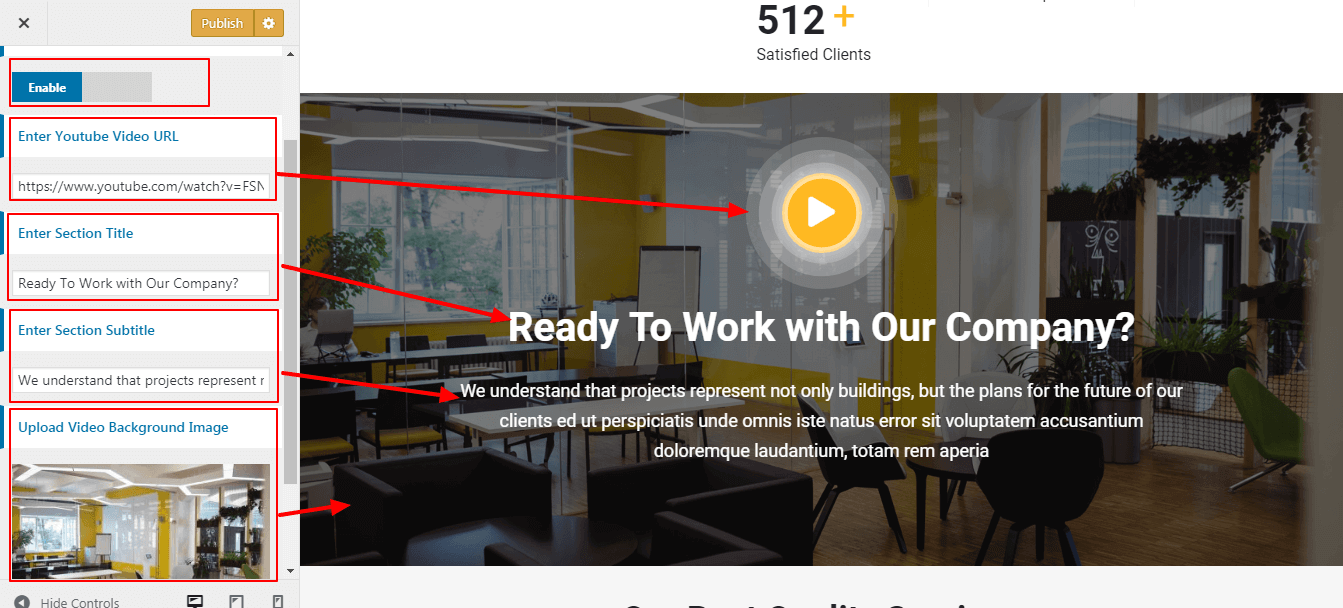 Publish
Enable
Enter Youtube Video URL
https://www.youtube.com/watch?v=FSN
Enter Section Title
Ready To Work with Our Company?
Enter Section Subtitle
We understand that projects represent r
Upload Video Background Image
Hide Controls
512 +
Satisfied Clients
Ready To Work with Our Company?
We understand that projects represent not only buildings, but the plans for the future of our
clients ed ut perspiciatis unde omnis iste natus error sit voluptatem accusantium
doloremque laudantium, totam rem aperia